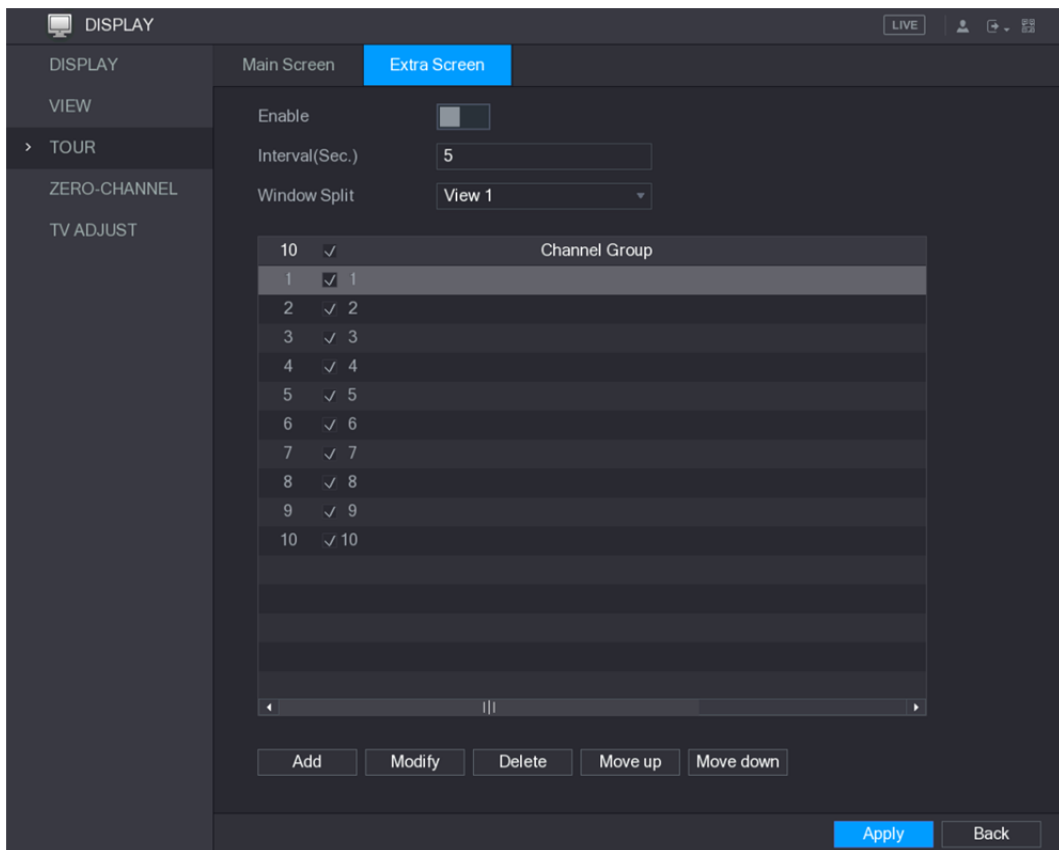 DISPLAY LIVE
DISPLAY
VIEW
TOUR
ZERO-CHANNEL
TV ADJUST
Main Screen Extra Screen
Enable
Interval(Sec.) 5
Window Split View 1
10 Channel Group
1 1
2 2
3 3
4 4
5 5
6 6
7 7
8 8
9 9
10 10
Add Modify Delete Move up Move down
Apply Back